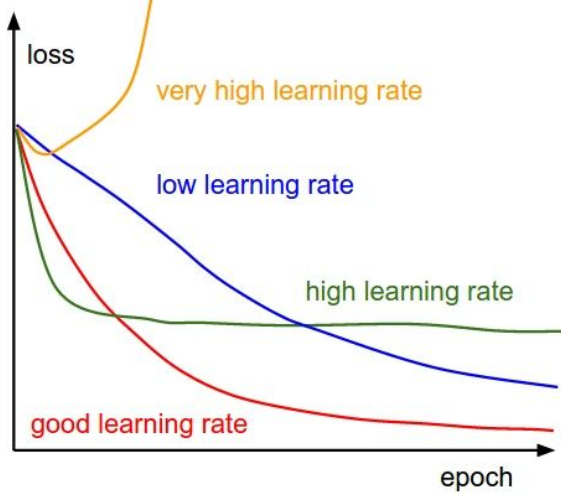 loss
very high learning rate
low learning rate
high learning rate
good learning rate
epoch